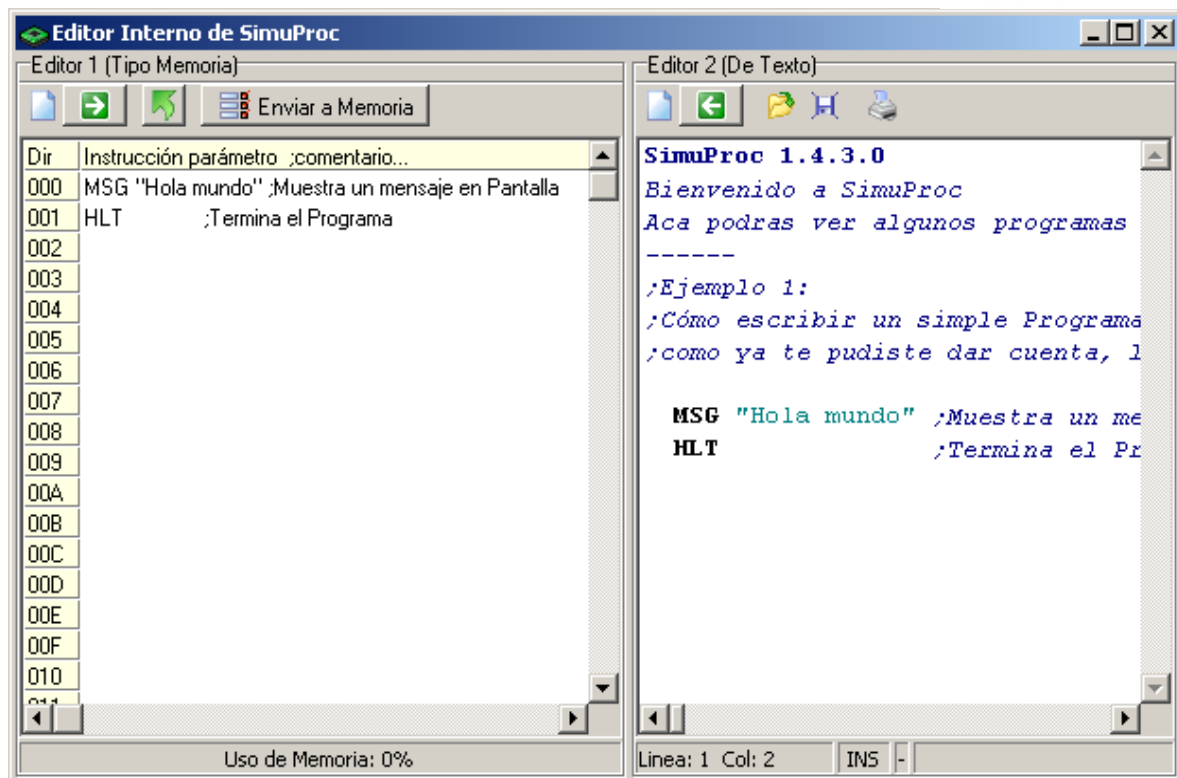 Editor Interno de SimuProc
Editor 1 (Tipo Memoria)
Enviar a Memoria
Dir Instrucción parámetro ;comentario...
000 MSG "Hola mundo" ;Muestra un mensaje en Pantalla
001 HLT ;Termina el Programa
002
003
004
005
006
007
008
009
00A
00B
00C
00D
00E
00F
010
Uso de Memoria: 0%
Editor 2 (De Texto)
SimuProc 1.4.3.0
Bienvenido a SimuProc
Aca podras ver algunos programas
------
;Ejemplo 1:
;Cómo escribir un simple Programa
;como ya te pudiste dar cuenta, l
MSG "Hola mundo" ;Muestra un me
HLT ;Termina el Pr
Linea: 1 Col: 2 INS -